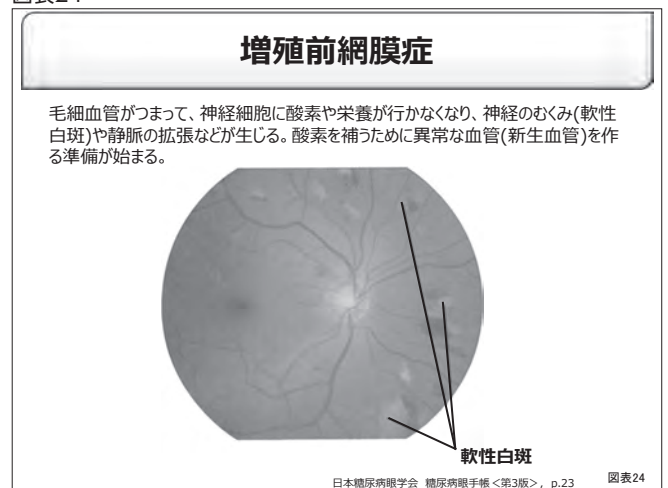 増殖前網膜症
毛細血管がつまって、神経細胞に酸素や栄養が行かなくなり、神経のむくみ(軟性
白斑)や静脈の拡張などが生じる。酸素を補うために異常な血管(新生血管)を作
る準備が始まる。
軟性白斑
日本糖尿病眼学会 糖尿病眼手帳<第3版>, p.23
図表24